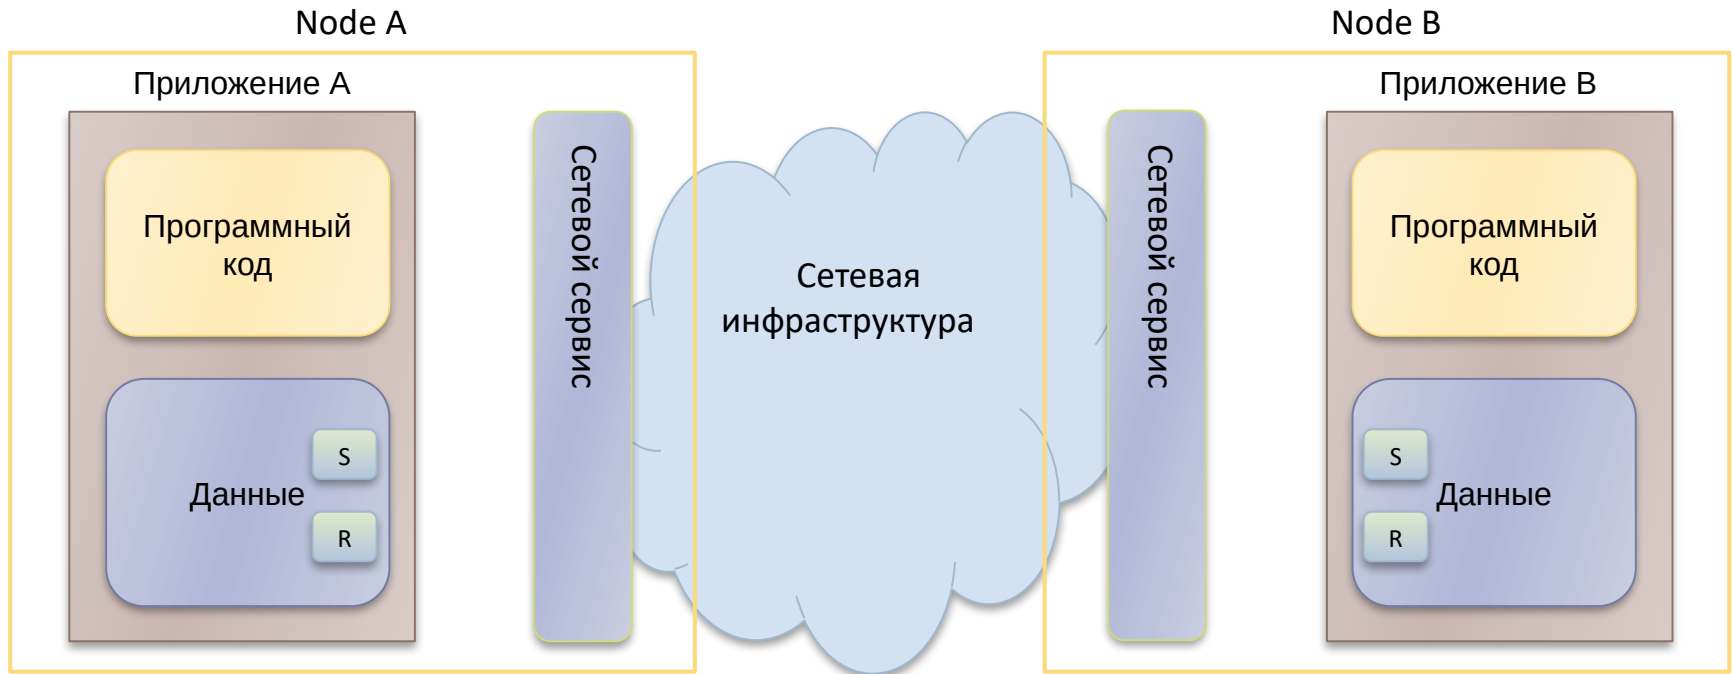 Node A
Node B
Приложение A
Приложение B
Программный
код
Данные
S
R
Сетевой сервис
Сетевая
инфраструктура
Сетевой сервис
Программный
код
S
R
Данные